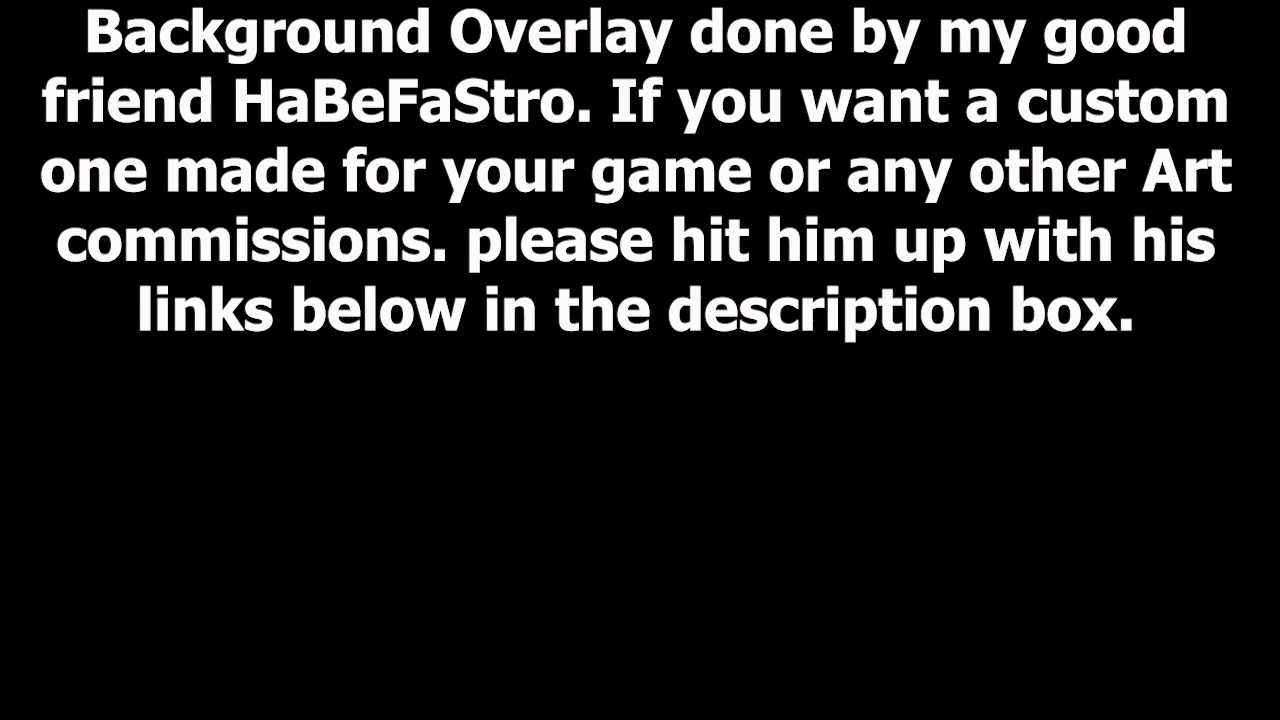 Background Overlay done by my good
friend HaBeFaStro. If you want a custom
one made for your game or any other Art
commissions. please hit him up with his
links below in the description box.